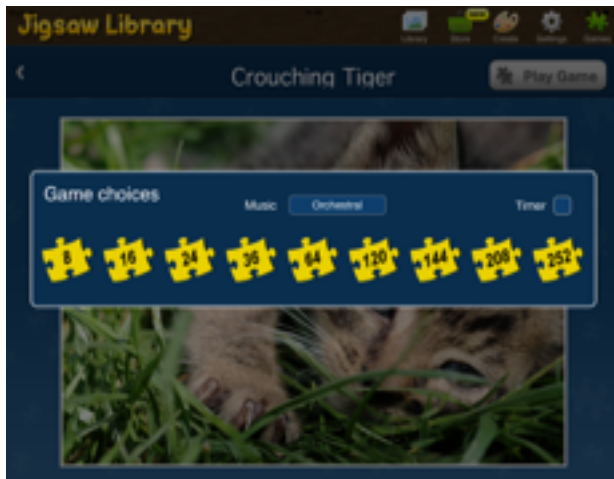 Jigsaw Library
Library Store Create Settings Games
Crouching Tiger
Play Game
Game choices
Music Orchestral
Timer
8 16 24 35 64 120 144 208 252